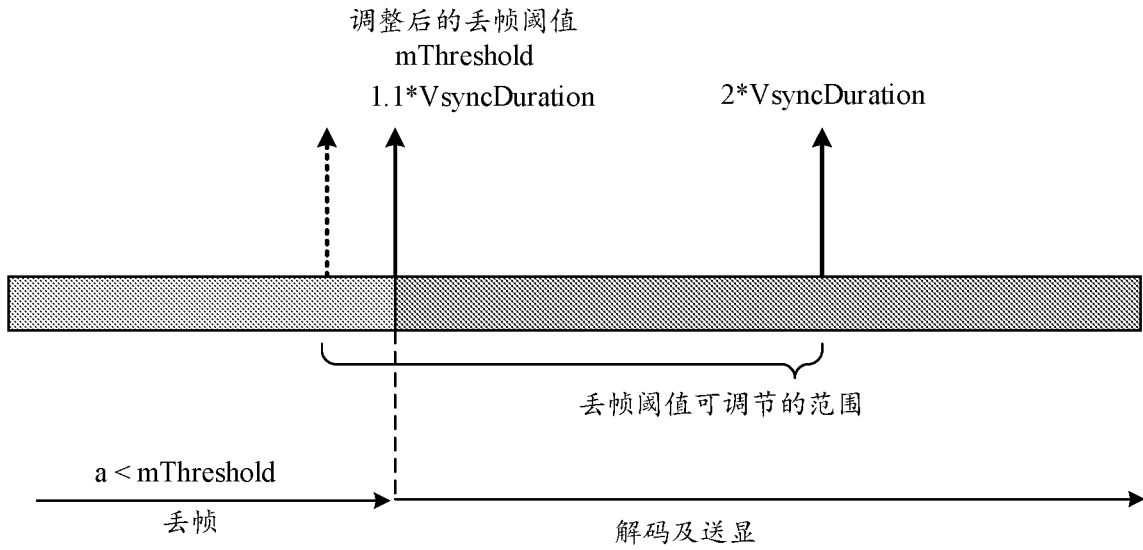 调整后的丢帧阈值
mThreshold
1.1*VsyncDuration
2*VsyncDuration
丢帧阈值可调节的范围
a < mThreshold
丢帧
解码及送显